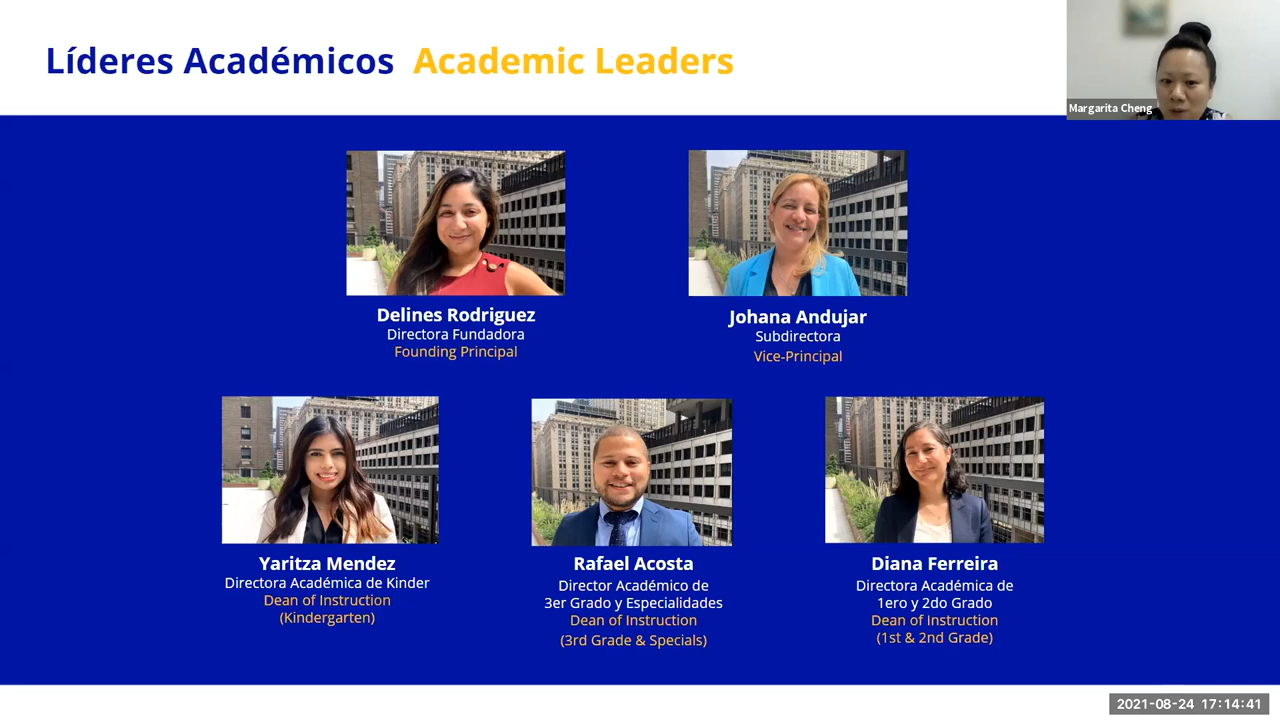 Líderes Académicos Academic Leaders
Margarita Cheng
Delines Rodriguez
Directora Fundadora
Founding Principal
Johana Andujar
Subdirectora
Vice-Principal
Yaritza Mendez
Directora Académica de Kinder
Dean of Instruction
(Kindergarten)
Rafael Acosta
Director Académico de
3er Grado y Especialidades
Dean of Instruction
(3rd Grade & Specials)
Diana Ferreira
Directora Académica de
1ero y 2do Grado
Dean of Instruction
(1st & 2nd Grade)
2021-08-24 17:14:41